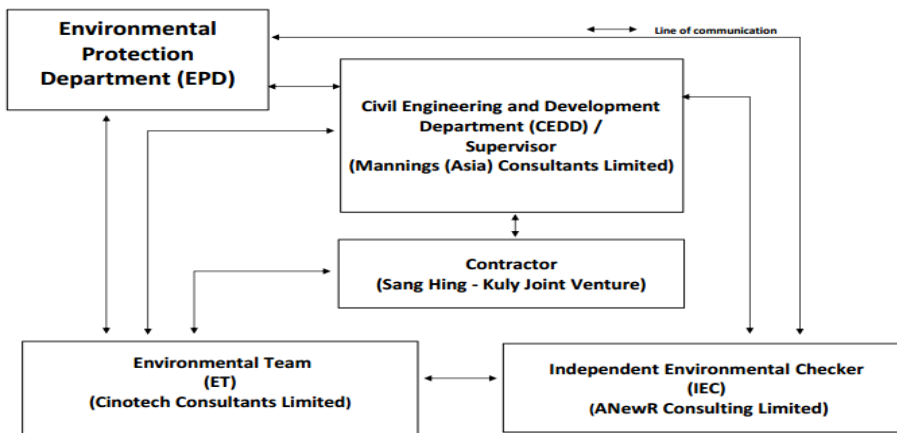 Environmental
Protection
Department (EPD)
Line of communication
Civil Engineering and Development
Department (CEDD) /
Supervisor
(Mannings (Asia) Consultants Limited)
Contractor
(Sang Hing - Kuly Joint Venture)
Environmental Team
(ET)
(Cinotech Consultants Limited)
Independent Environmental Checker
(IEC)
(ANewR Consulting Limited)